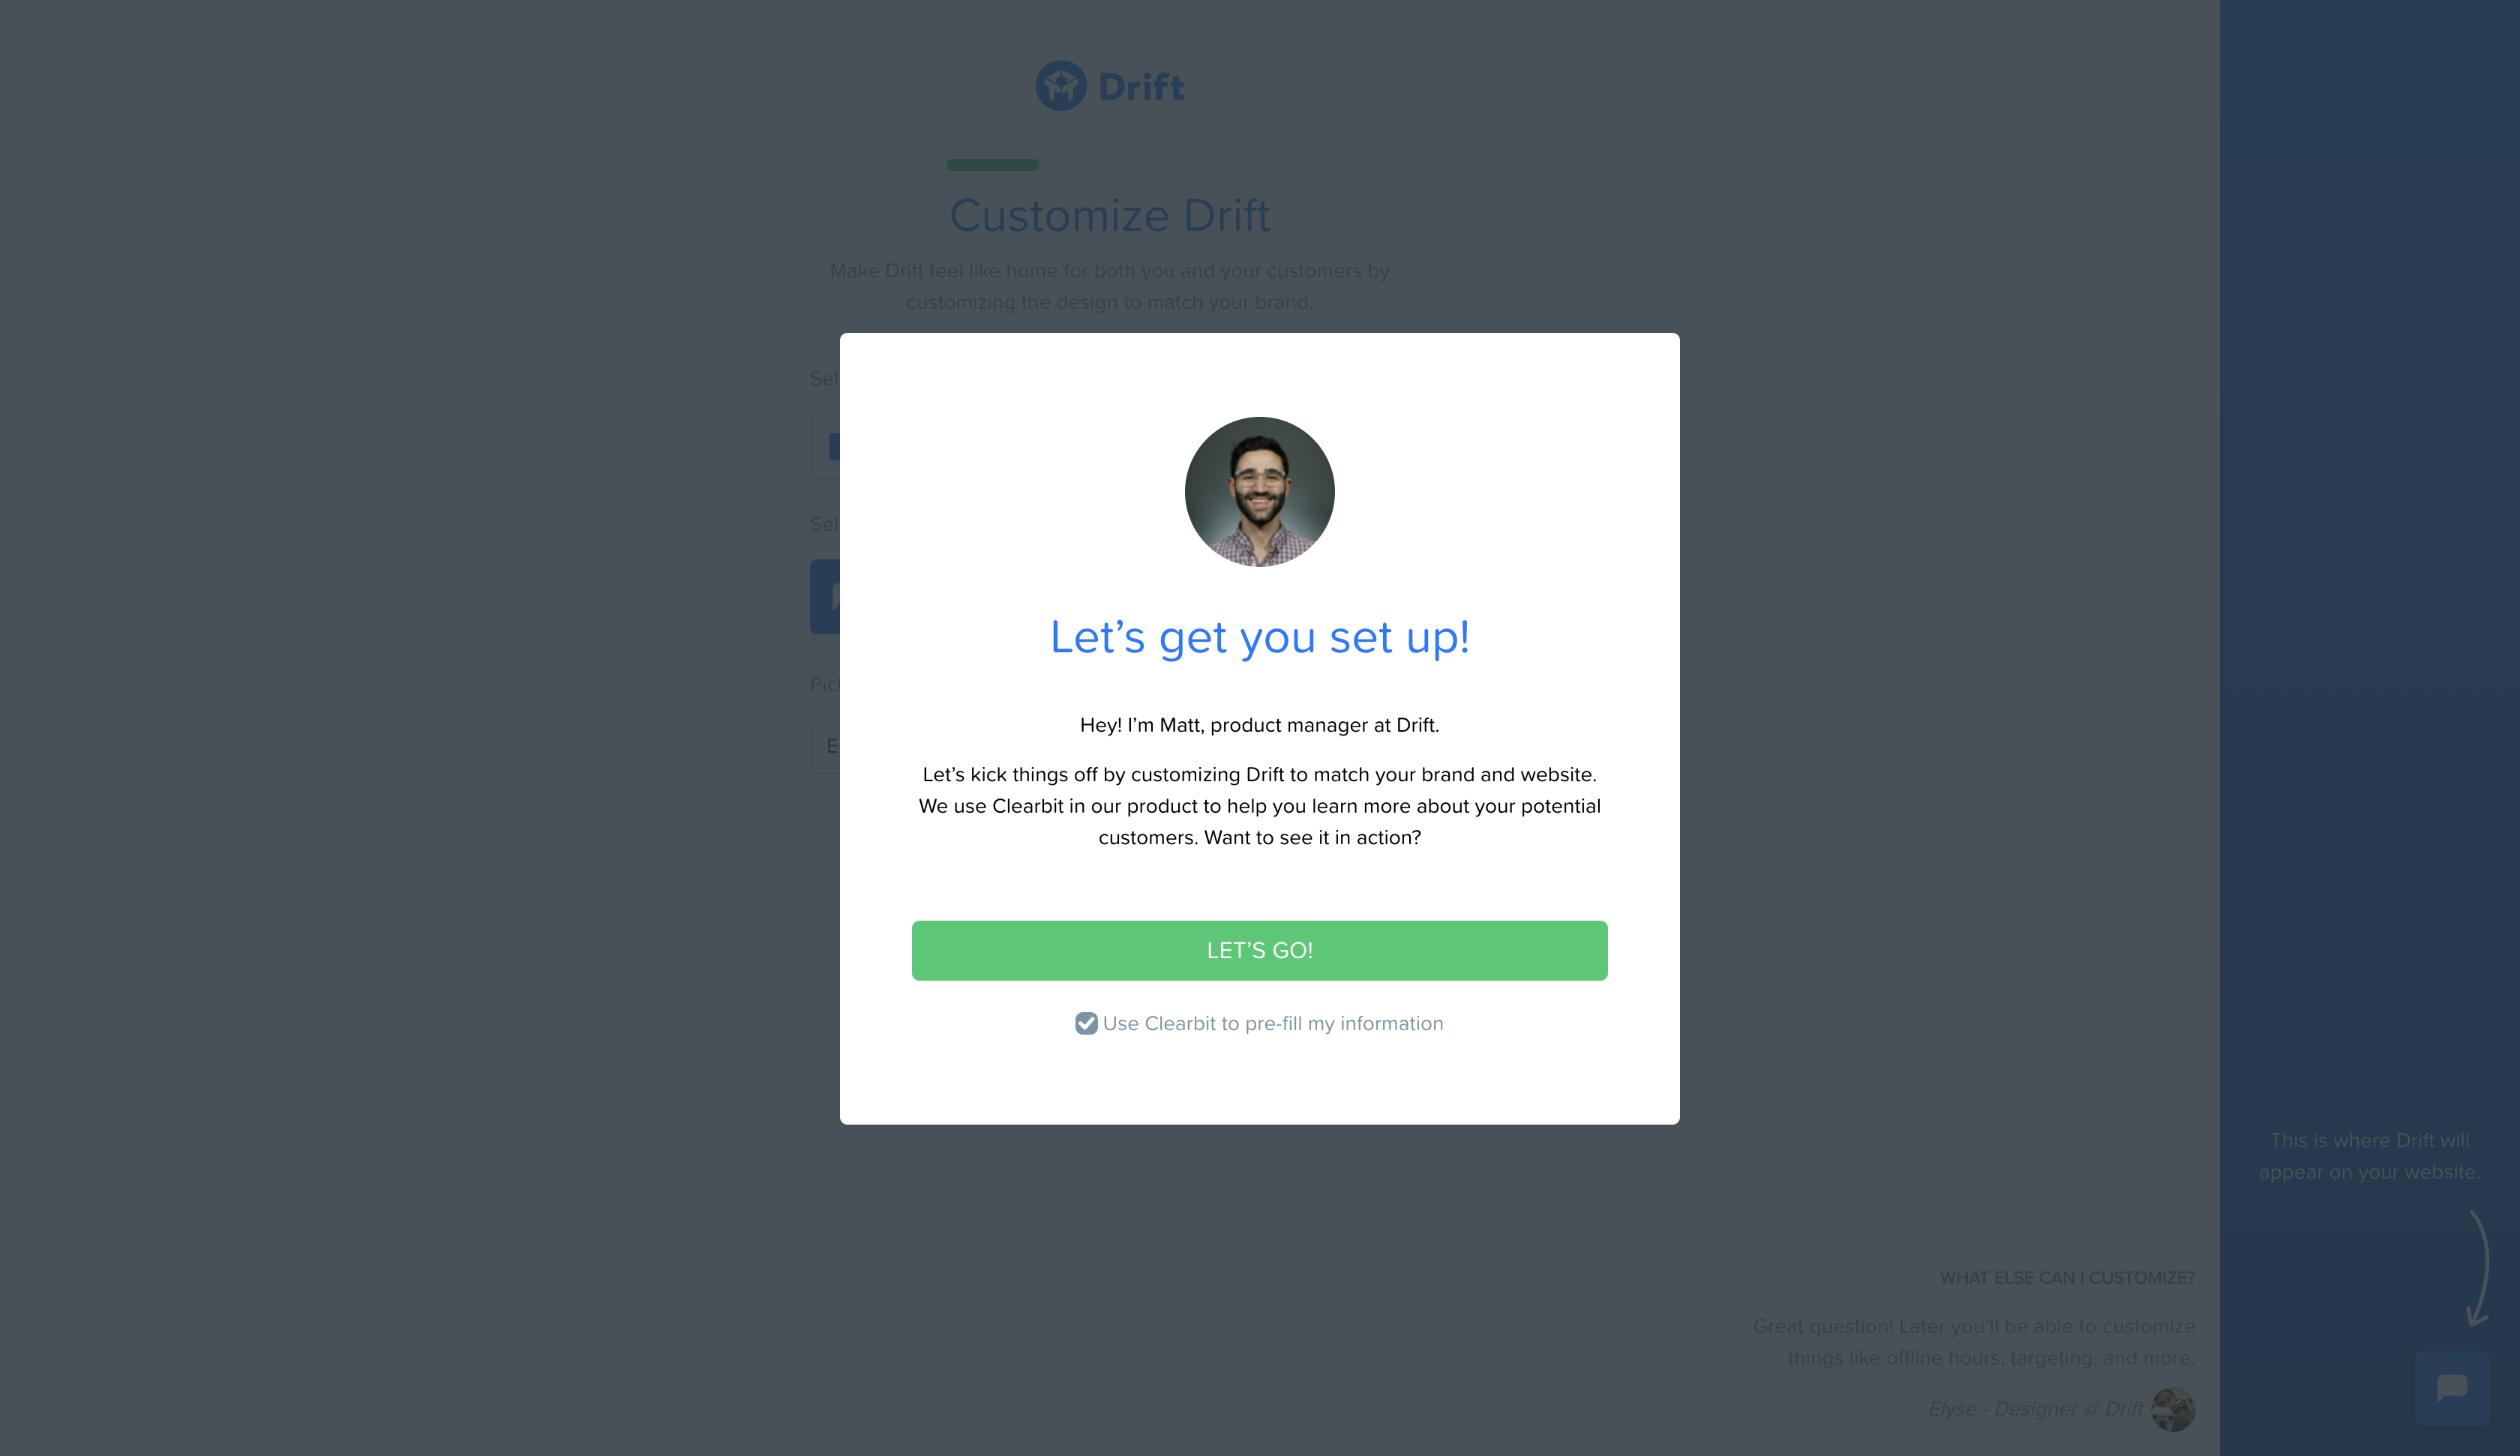 Drift
Customize Drift
Make Drift feel like home for both you and your customers by
customizing the design to match your brand.
Let’s get you set up!
Hey! I’m Matt, product manager at Drift.
Let’s kick things off by customizing Drift to match your brand and website.
We use Clearbit in our product to help you learn more about your potential
customers. Want to see it in action?
LET’S GO!
Use Clearbit to pre-fill my information
This is where Drift will
appear on your website.
WHAT ELSE CAN I CUSTOMIZE?
Great question! Later you’ll be able to customize
things like offline hours, targeting, and more.
Elyse - Designer @ Drift